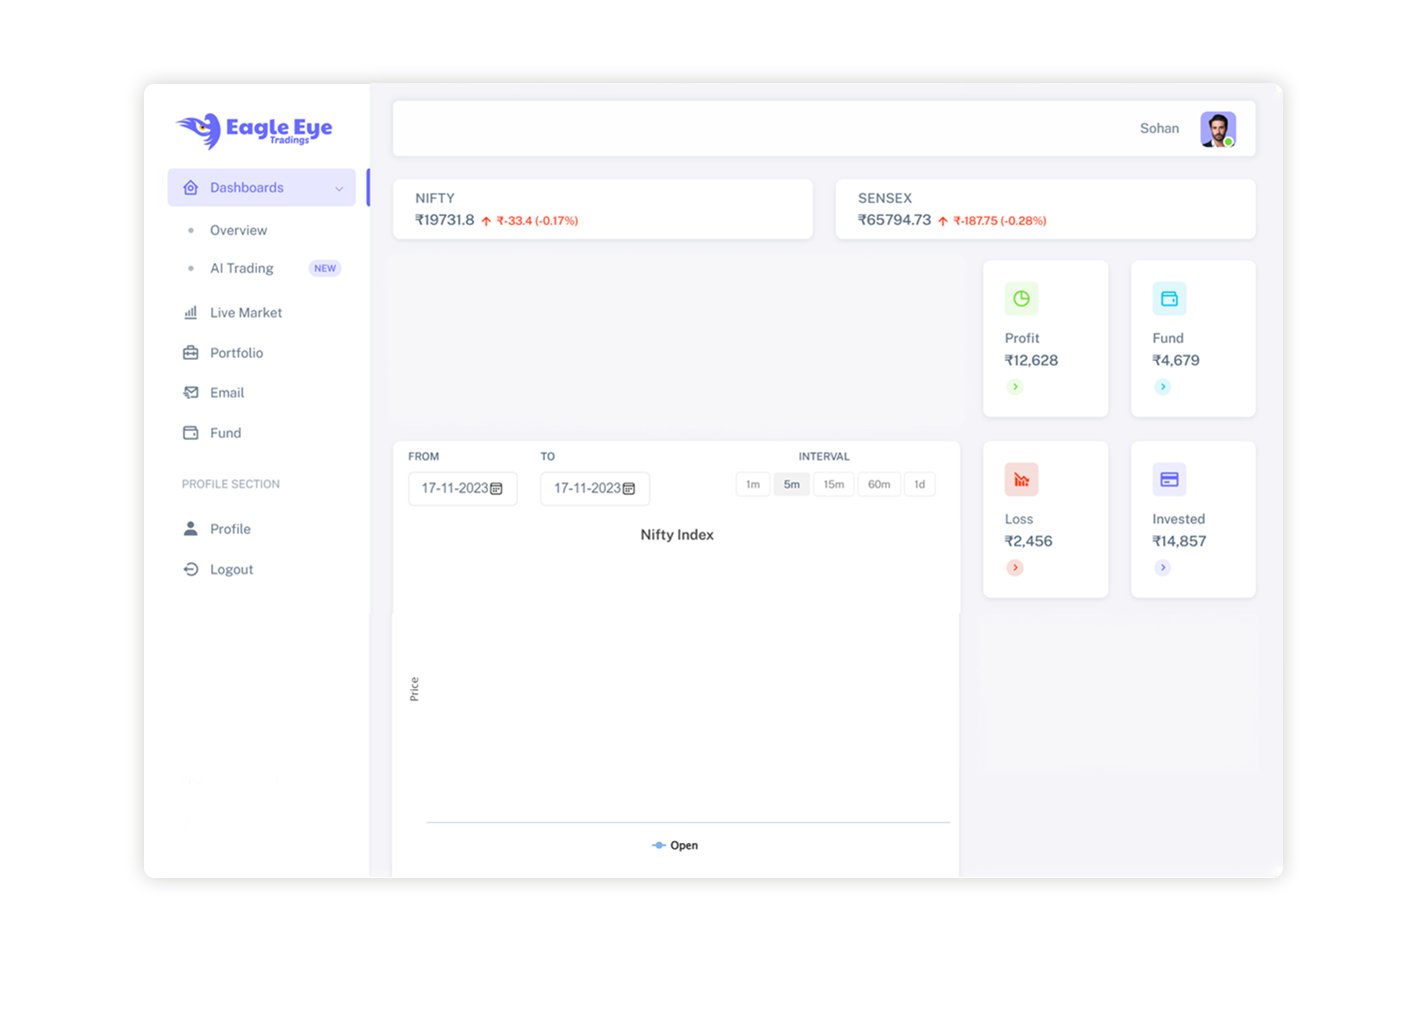 Eagle Eye
Tradings
Sohan
Dashboards
Overview
AI Trading NEW
Live Market
Portfolio
Email
Fund
PROFILE SECTION
Profile
Logout
NIFTY
₹19731.8 ↑ ₹-33.4 (-0.17%)
SENSEX
₹65794.73 ↑ ₹-187.75 (-0.28%)
Profit
₹12,628
Fund
₹4,679
Loss
₹2,456
Invested
₹14,857
FROM TO INTERVAL
17-11-2023 17-11-2023 1m 5m 15m 60m 1d
Nifty Index
Price
Open